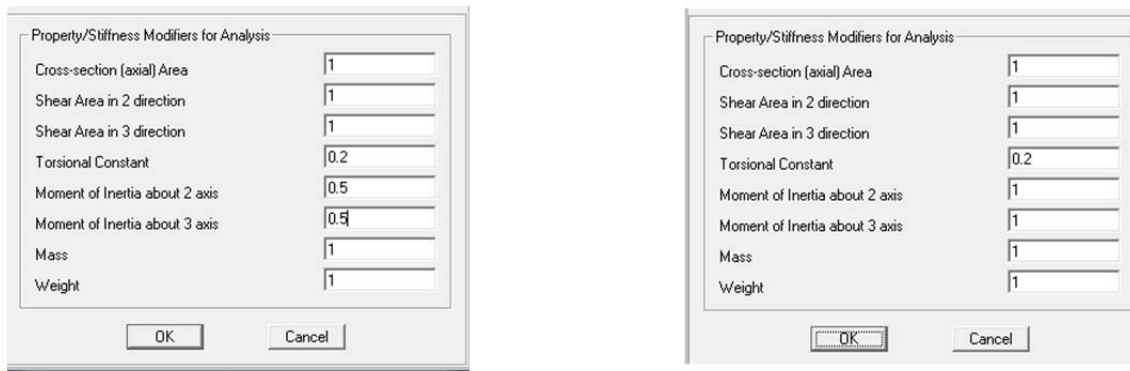 Property/Stiffness Modifiers for Analysis
Cross-section (axial) Area 1
Shear Area in 2 direction 1
Shear Area in 3 direction 1
Torsional Constant 0.2
Moment of Inertia about 2 axis 0.5
Moment of Inertia about 3 axis 0.5
Mass 1
Weight 1
OK Cancel
Property/Stiffness Modifiers for Analysis
Cross-section (axial) Area 1
Shear Area in 2 direction 1
Shear Area in 3 direction 1
Torsional Constant 0.2
Moment of Inertia about 2 axis 1
Moment of Inertia about 3 axis 1
Mass 1
Weight 1
OK Cancel